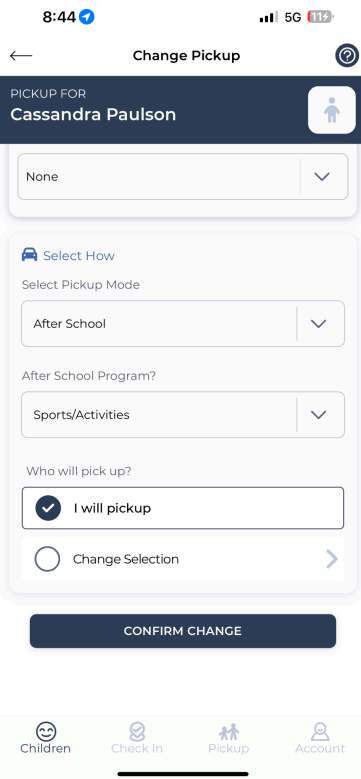 8:44
5G
11
Change Pickup
?
PICKUP FOR
Cassandra Paulson
None
Select How
Select Pickup Mode
After School
After School Program?
Sports/Activities
Who will pick up?
I will pickup
Change Selection
CONFIRM CHANGE
Children
Check In
Pickup
Account